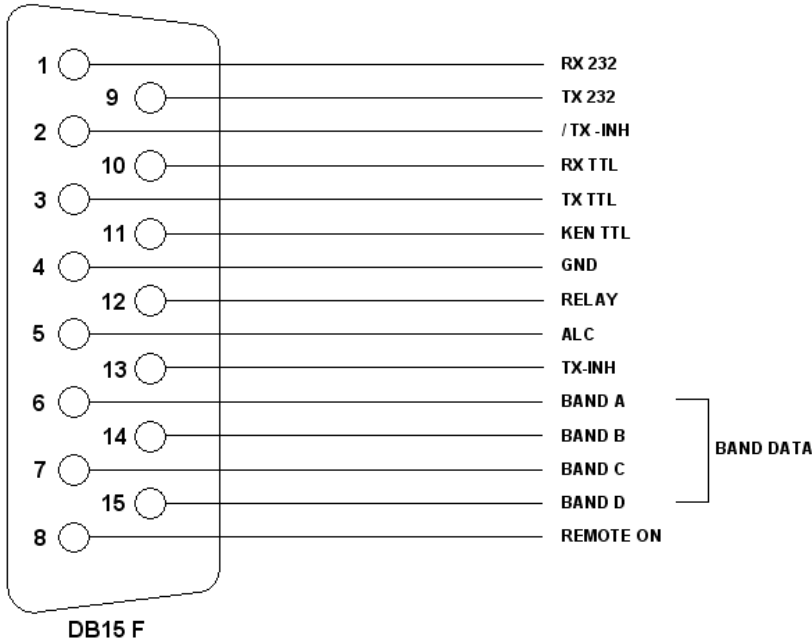 1 RX 232
9 TX 232
2 / TX -INH
10 RX TTL
3 TX TTL
11 KEN TTL
4 GND
12 RELAY
5 ALC
13 TX-INH
6 BAND A
14 BAND B
BAND DATA
7 BAND C
15 BAND D
8 REMOTE ON
DB15 F